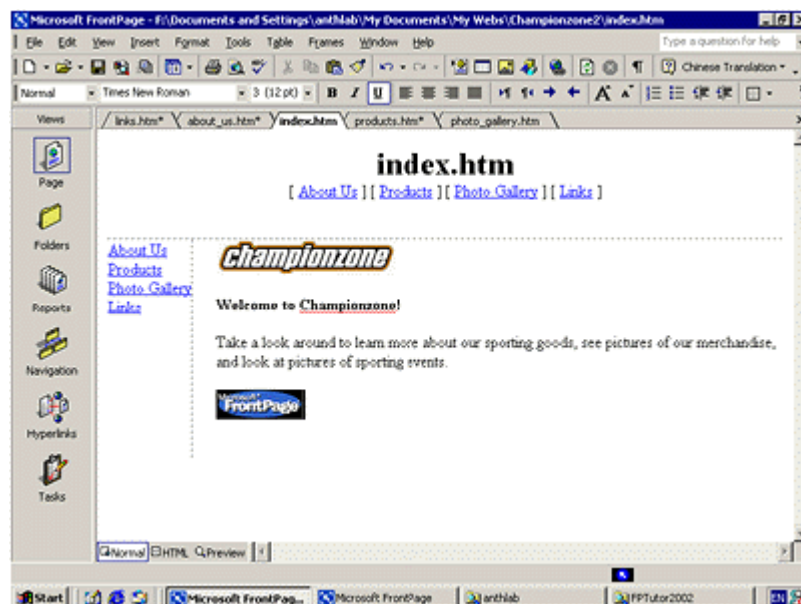 Microsoft FrontPage - F:\Documents and Settings\anthlab\My Documents\My Webs\Championzone2\index.htm
File Edit View Insert Format Tools Table Frames Window Help Type a question for help
Chinese Translation
Normal Times New Roman 3 (12 pt) B I U
Views links.htm* about_us.htm* index.htm products.htm* photo_gallery.htm
index.htm
[ About Us ] [ Products ] [ Photo Gallery ] [ Links ]
Page
Folders
Reports
Navigation
Hyperlinks
Tasks
About Us
Products
Photo Gallery
Links
championzone
Welcome to Championzone!
Take a look around to learn more about our sporting goods, see pictures of our merchandise,
and look at pictures of sporting events.
Microsoft
FrontPage
Normal HTML Preview
Start Microsoft FrontPag... Microsoft FrontPage anthlab FPTutor2002 EN